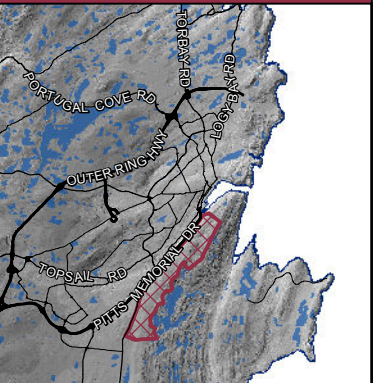 TORBAY RD
LOGY BAY RD
PORTUGAL COVE RD
OUTER RING HWY
TOPSAIL RD
PITTS MEMORIAL DR